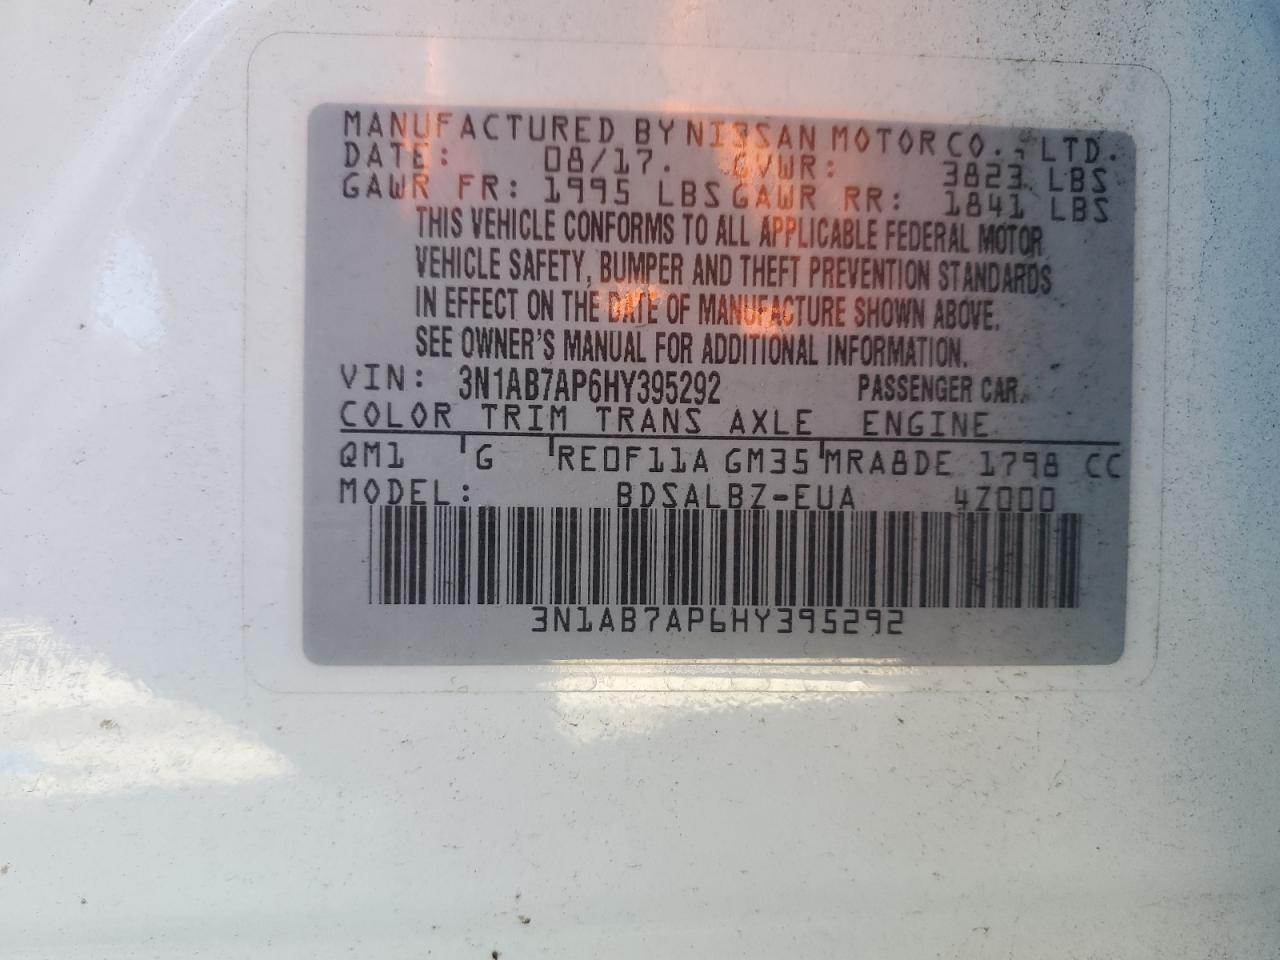 MANUFACTURED BY NISSAN MOTOR CO., LTD.
DATE: 08/17. GVWR: 3823 LBS
GAWR FR: 1995 LBS GAWR RR: 1841 LBS
THIS VEHICLE CONFORMS TO ALL APPLICABLE FEDERAL MOTOR
VEHICLE SAFETY, BUMPER AND THEFT PREVENTION STANDARDS
IN EFFECT ON THE DATE OF MANUFACTURE SHOWN ABOVE.
SEE OWNER'S MANUAL FOR ADDITIONAL INFORMATION.
VIN: 3N1AB7AP6HY395292 PASSENGER CAR
COLOR TRIM TRANS AXLE ENGINE
QM1 G RE0F11A GM35 MRA8DE 1798 CC
MODEL: BDSALBZ-EUA 4Z000
3N1AB7AP6HY395292